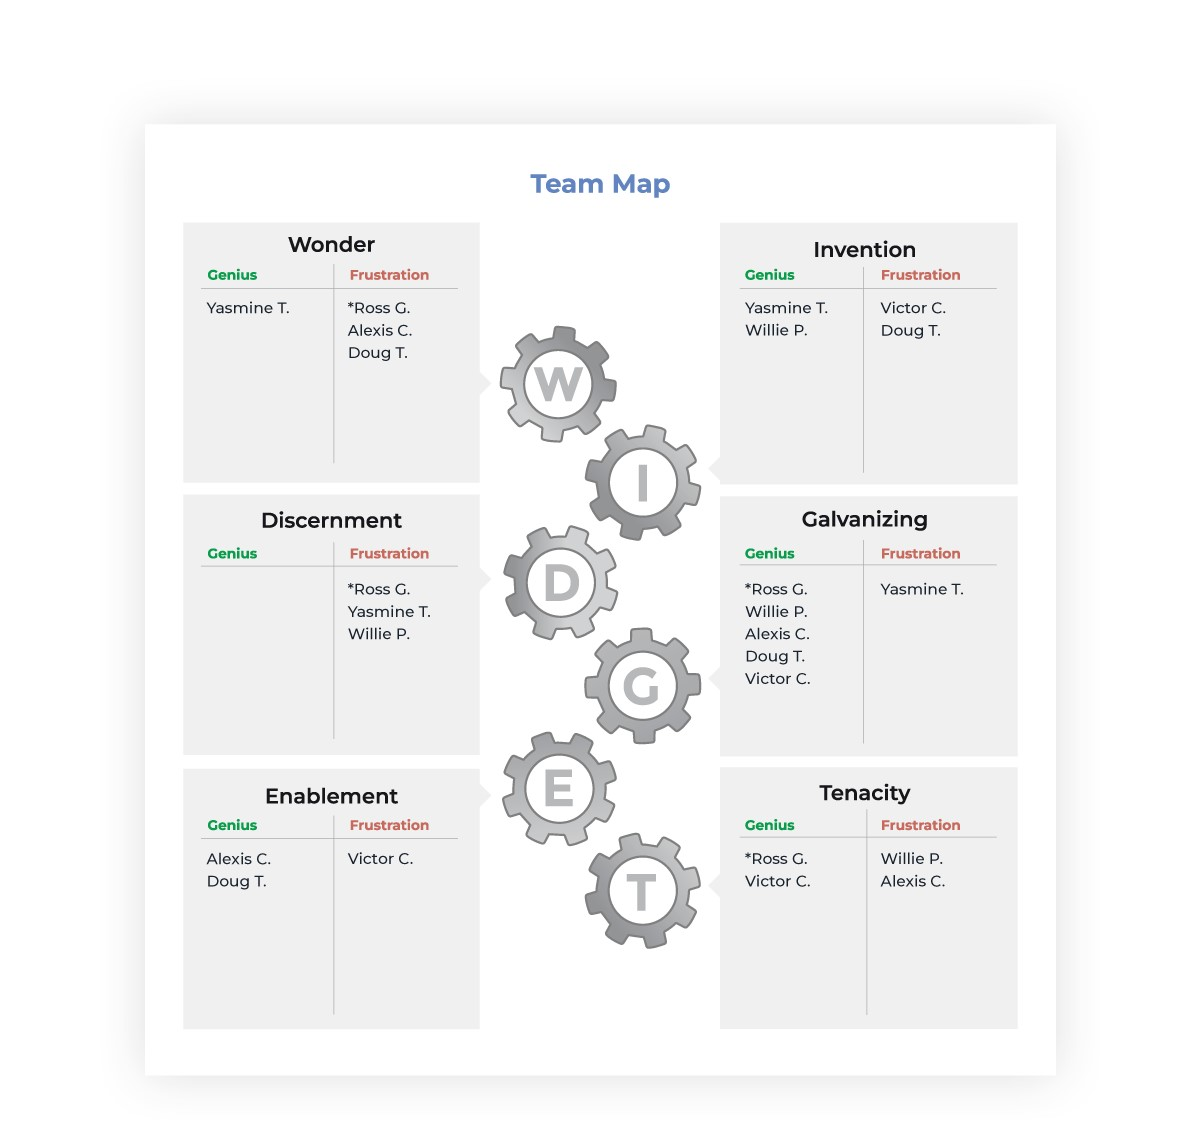 Team Map
Wonder
Genius Frustration
Yasmine T. *Ross G.
Alexis C.
Doug T.
Invention
Genius Frustration
Yasmine T. Victor C.
Willie P. Doug T.
W
I
Discernment
Genius Frustration
*Ross G.
Yasmine T.
Willie P.
Galvanizing
Genius Frustration
*Ross G. Yasmine T.
Willie P.
Alexis C.
Doug T.
Victor C.
D
G
Enablement
Genius Frustration
Alexis C. Victor C.
Doug T.
Tenacity
Genius Frustration
*Ross G. Willie P.
Victor C. Alexis C.
E
T